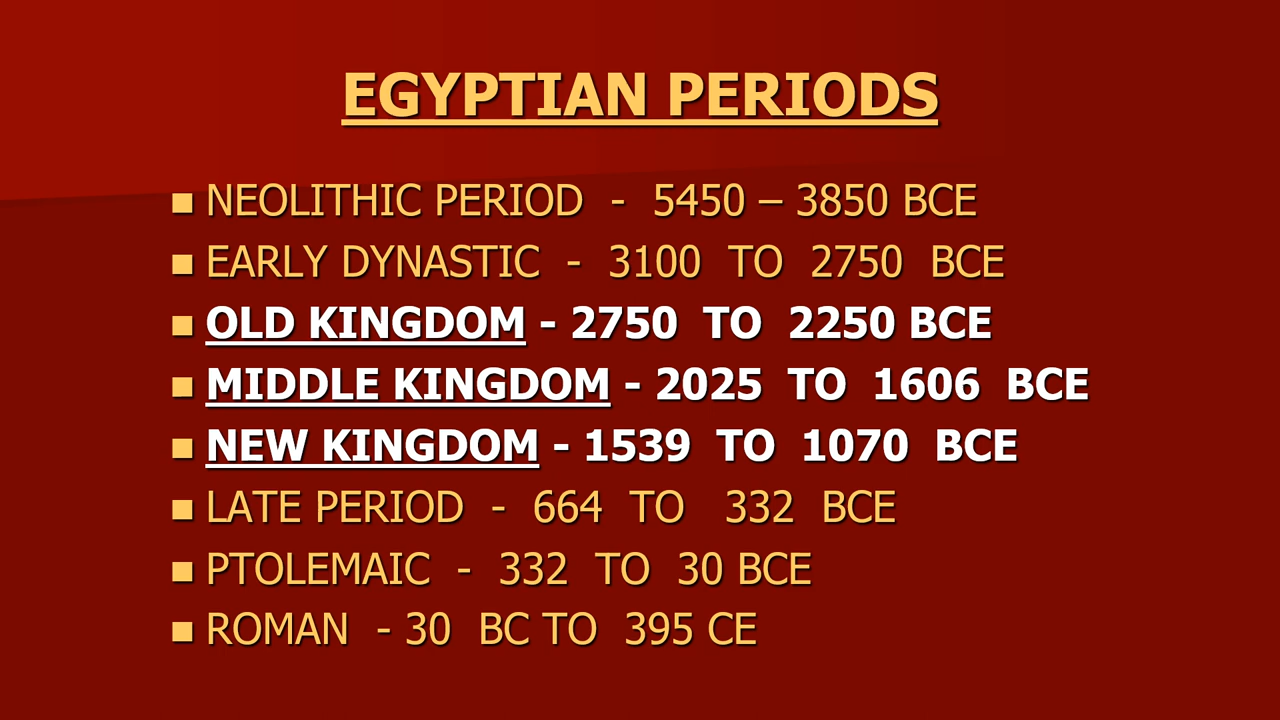 EGYPTIAN PERIODS
NEOLITHIC PERIOD - 5450 – 3850 BCE
EARLY DYNASTIC - 3100 TO 2750 BCE
OLD KINGDOM - 2750 TO 2250 BCE
MIDDLE KINGDOM - 2025 TO 1606 BCE
NEW KINGDOM - 1539 TO 1070 BCE
LATE PERIOD - 664 TO 332 BCE
PTOLEMAIC - 332 TO 30 BCE
ROMAN - 30 BC TO 395 CE